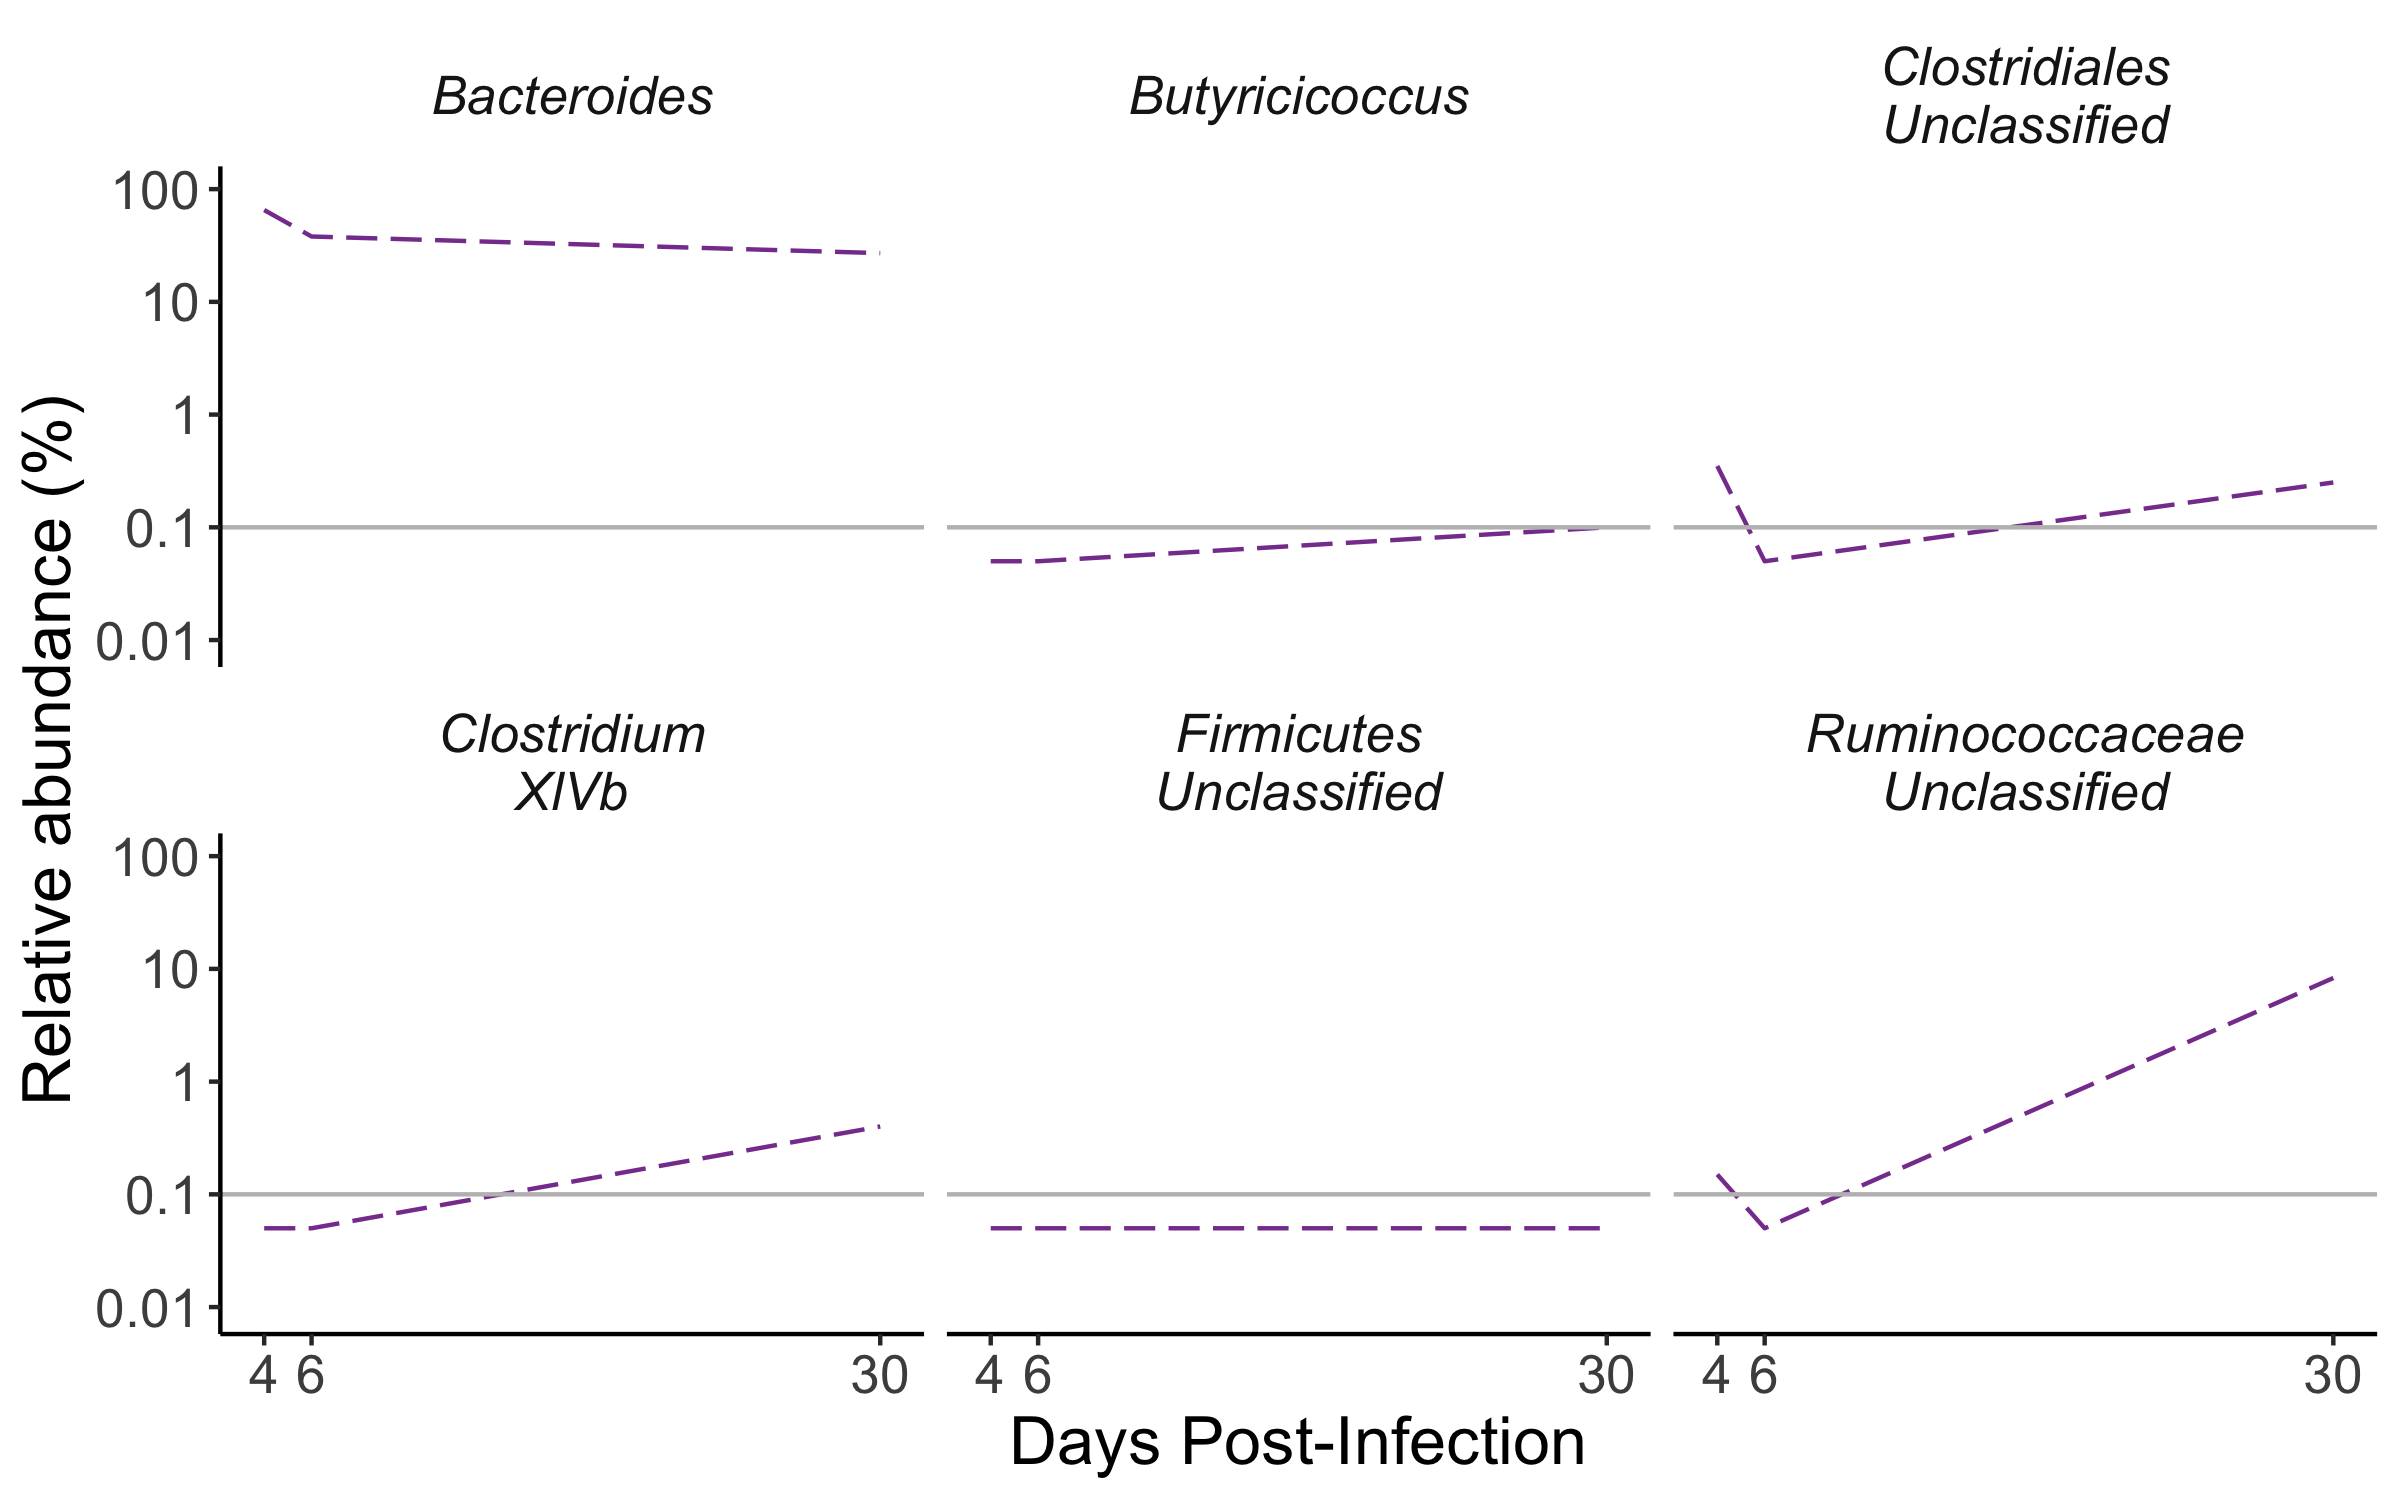 Bacteroides
Butyricicoccus
Clostridiales
Unclassified
100
10
1
0.1
0.01
Relative abundance (%)
Clostridium
XIVb
Firmicutes
Unclassified
Ruminococcaceae
Unclassified
100
10
1
0.1
0.01
4 6 30
4 6 30
4 6 30
Days Post-Infection